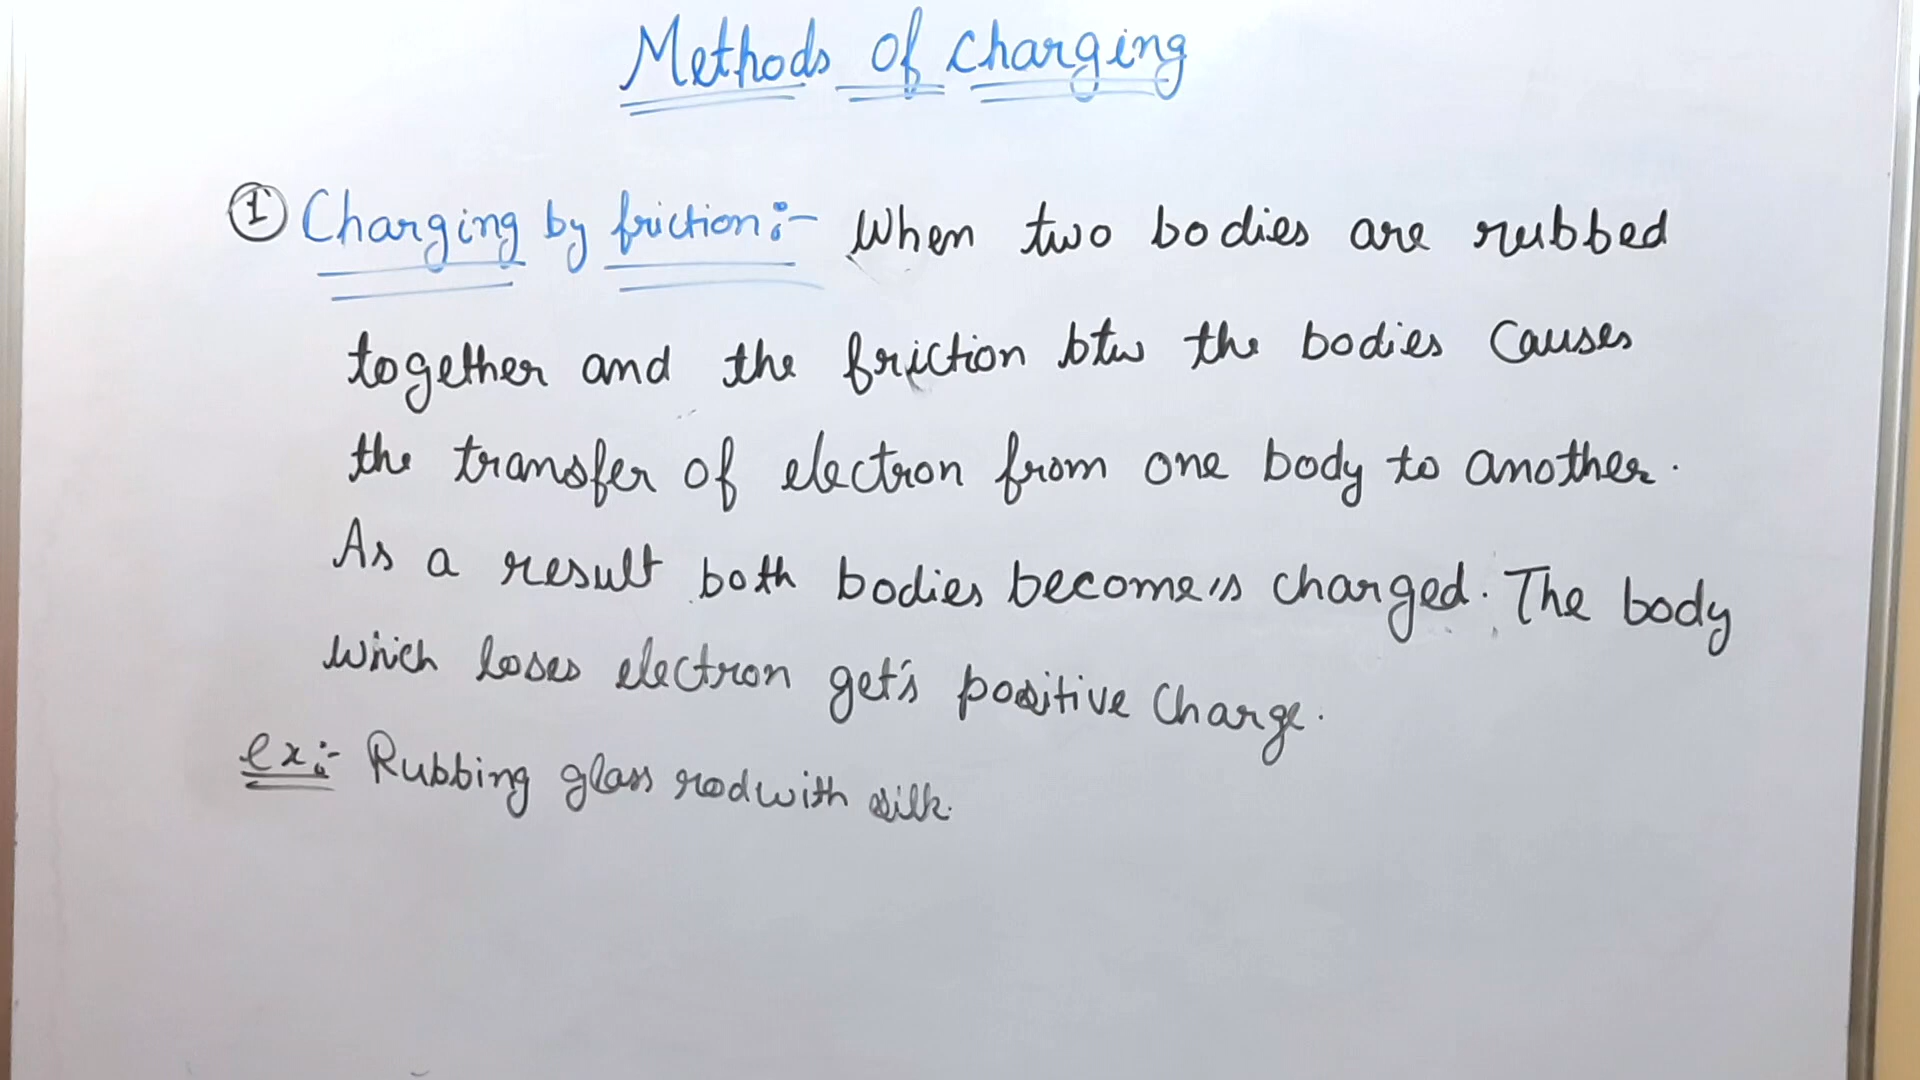 Methods of charging
① Charging by friction:- When two bodies are rubbed
together and the friction btw the bodies causes
the transfer of electron from one body to another.
As a result both bodies becomes charged. The body
which loses electron get's positive charge.
ex:- Rubbing glass rod with silk.